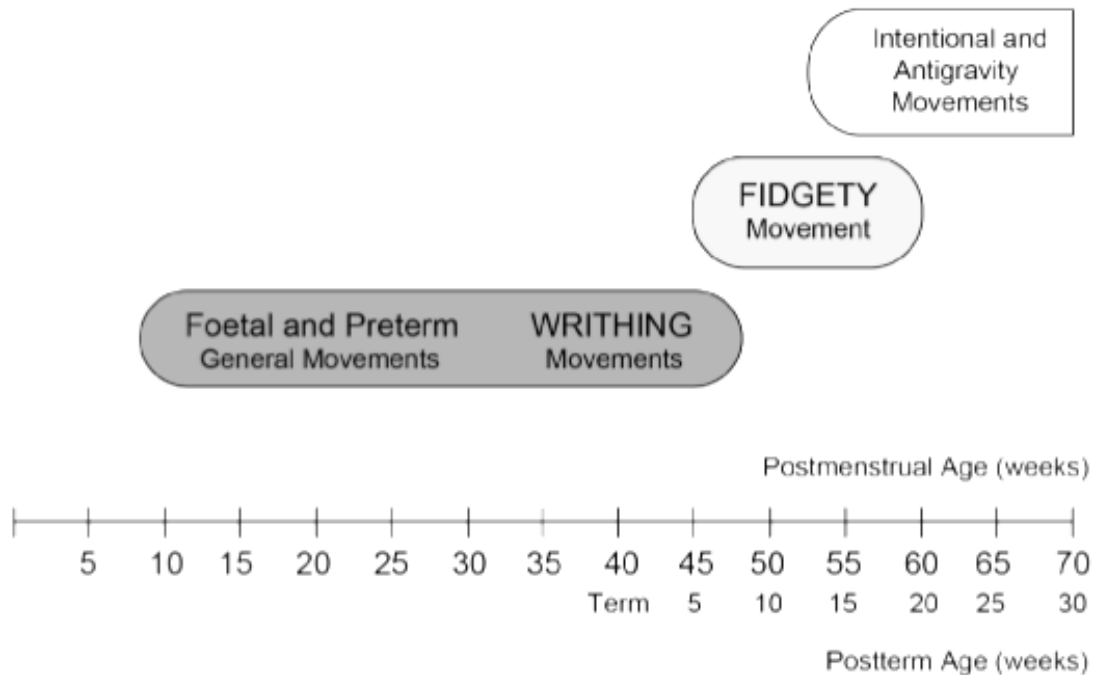 Intentional and
Antigravity
Movements
FIDGETY
Movement
Foetal and Preterm
General Movements
WRITHING
Movements
Postmenstrual Age (weeks)
5 10 15 20 25 30 35 40 45 50 55 60 65 70
Term 5 10 15 20 25 30
Postterm Age (weeks)